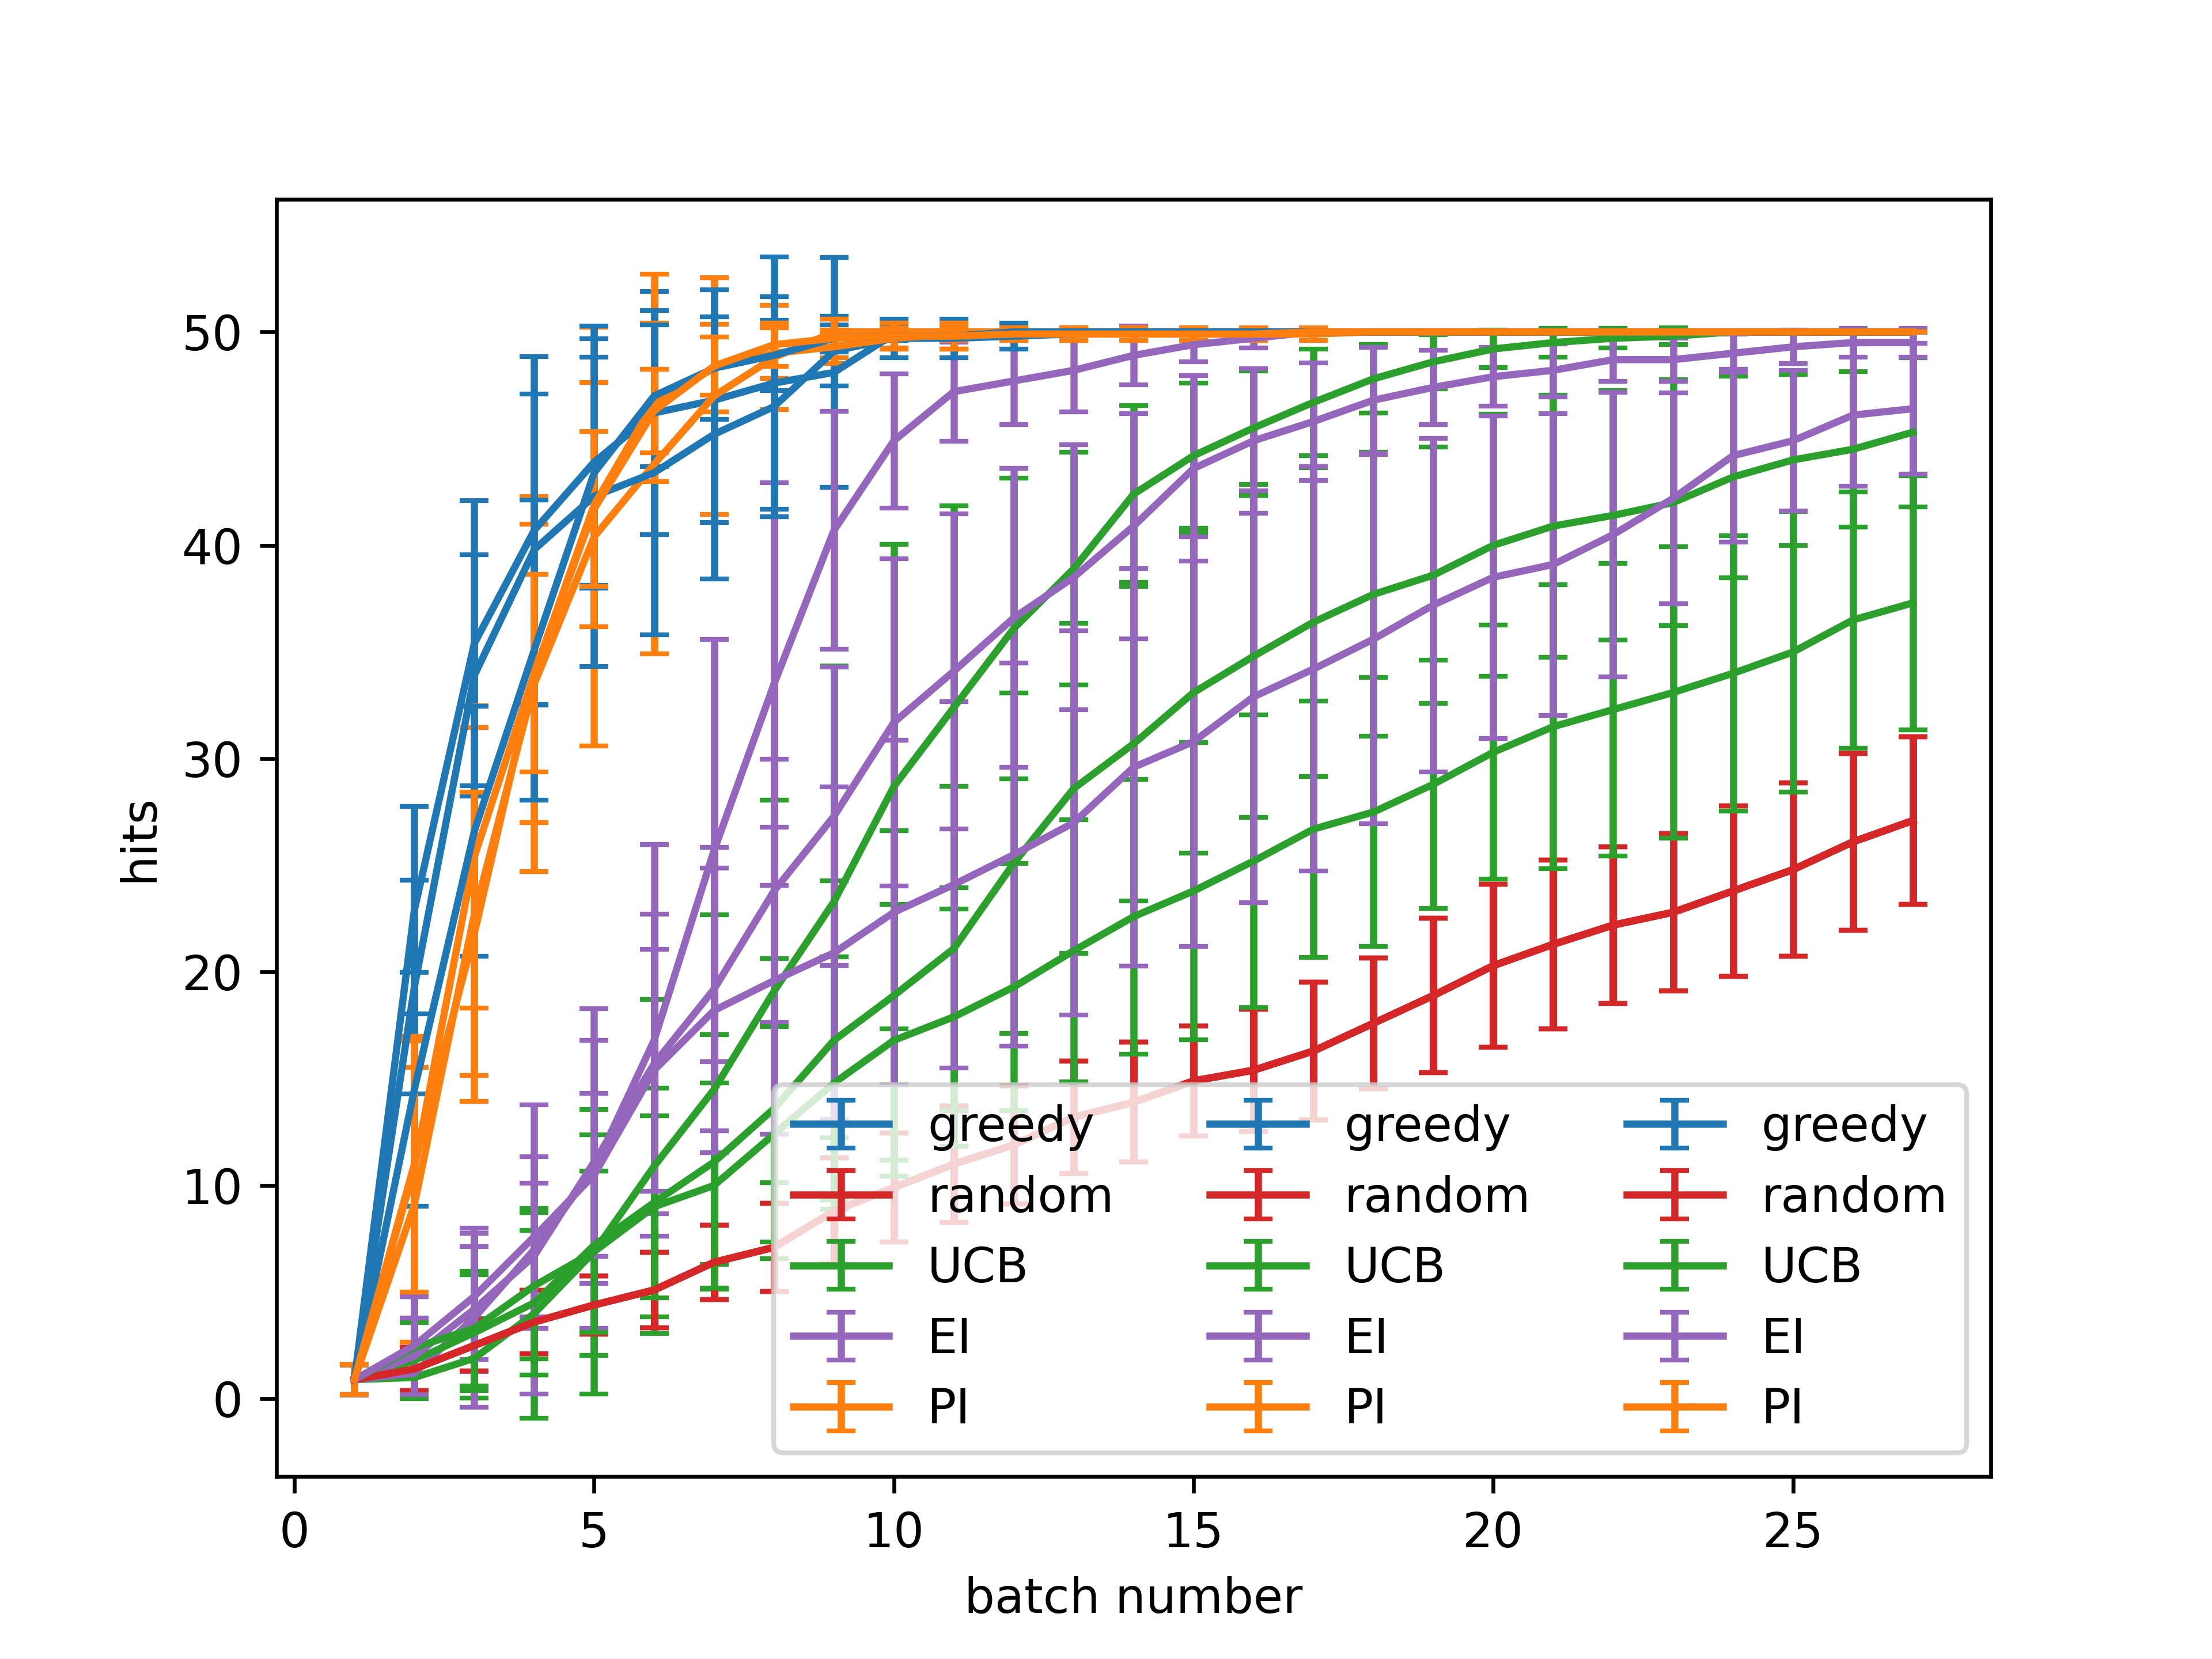 50
40
30
20
10
0
hits
greedy greedy greedy
random random random
UCB UCB UCB
EI EI EI
PI PI PI
0 5 10 15 20 25
batch number